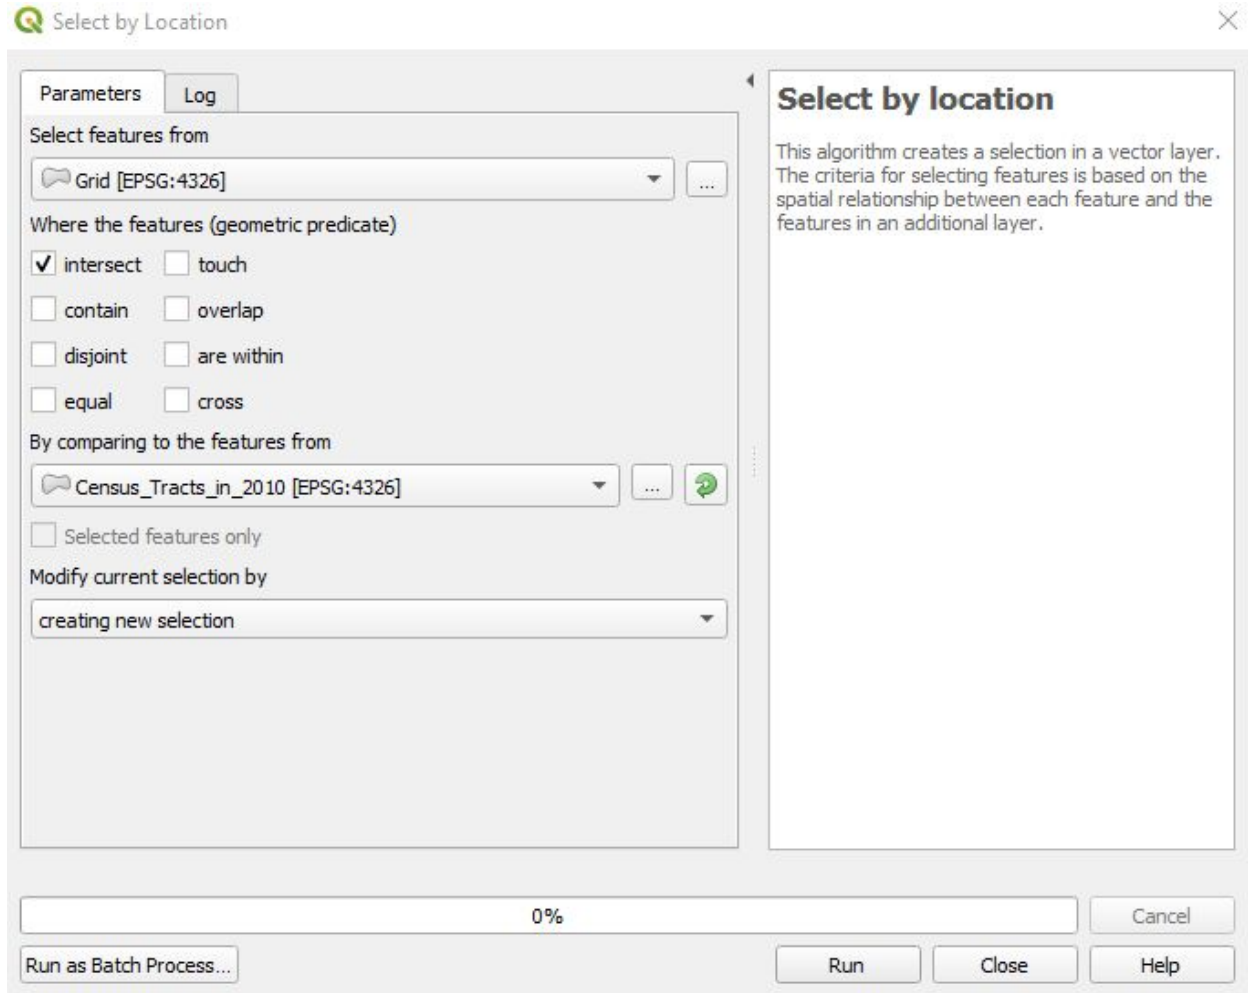 Select by Location
Parameters
Log
Select features from
Grid [EPSG:4326]
...
Where the features (geometric predicate)
intersect
touch
contain
overlap
disjoint
are within
equal
cross
By comparing to the features from
Census_Tracts_in_2010 [EPSG:4326]
...
Selected features only
Modify current selection by
creating new selection
Select by location
This algorithm creates a selection in a vector layer.
The criteria for selecting features is based on the
spatial relationship between each feature and the
features in an additional layer.
0%
Cancel
Run as Batch Process...
Run
Close
Help